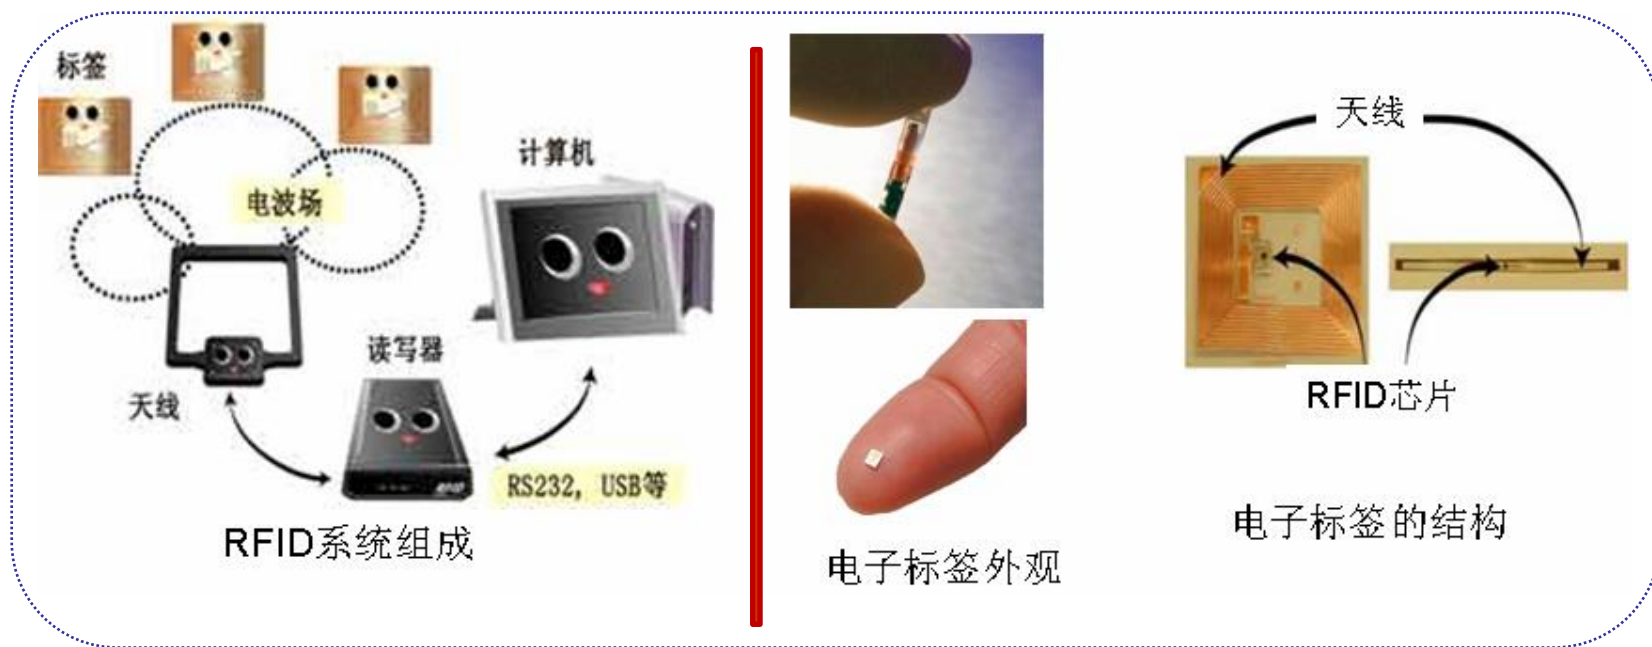 标签
电波场
计算机
天线
读写器
RS232, USB等
RFID系统组成
电子标签外观
天线
RFID芯片
电子标签的结构